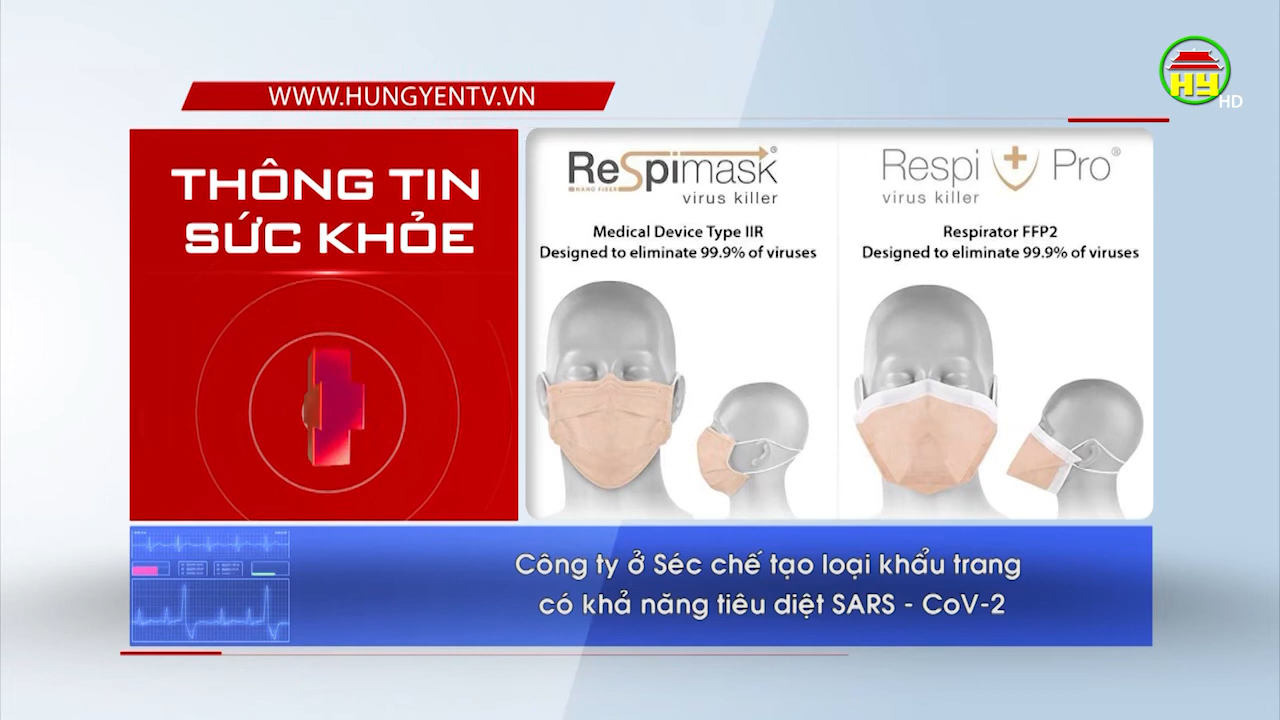 WWW.HUNGYENTV.VN
HY
HD
THÔNG TIN
SỨC KHỎE
Respimask®
NANO FIBER
virus killer
Medical Device Type IIR
Designed to eliminate 99.9% of viruses
Respi Pro®
virus killer
Respirator FFP2
Designed to eliminate 99.9% of viruses
Công ty ở Séc chế tạo loại khẩu trang
có khả năng tiêu diệt SARS - CoV-2